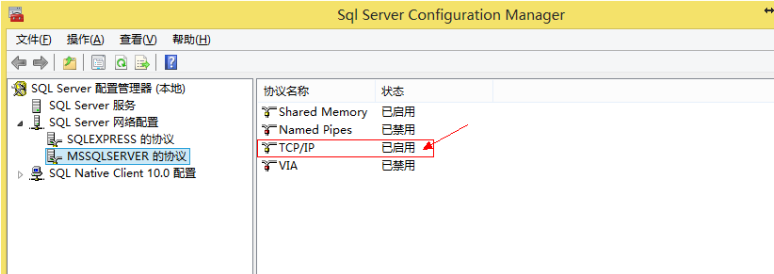 Sql Server Configuration Manager
文件(F) 操作(A) 查看(V) 帮助(H)
SQL Server 配置管理器 (本地)
SQL Server 服务
SQL Server 网络配置
SQLEXPRESS 的协议
MSSQLSERVER 的协议
SQL Native Client 10.0 配置
协议名称 状态
Shared Memory 已启用
Named Pipes 已禁用
TCP/IP 已启用
VIA 已禁用